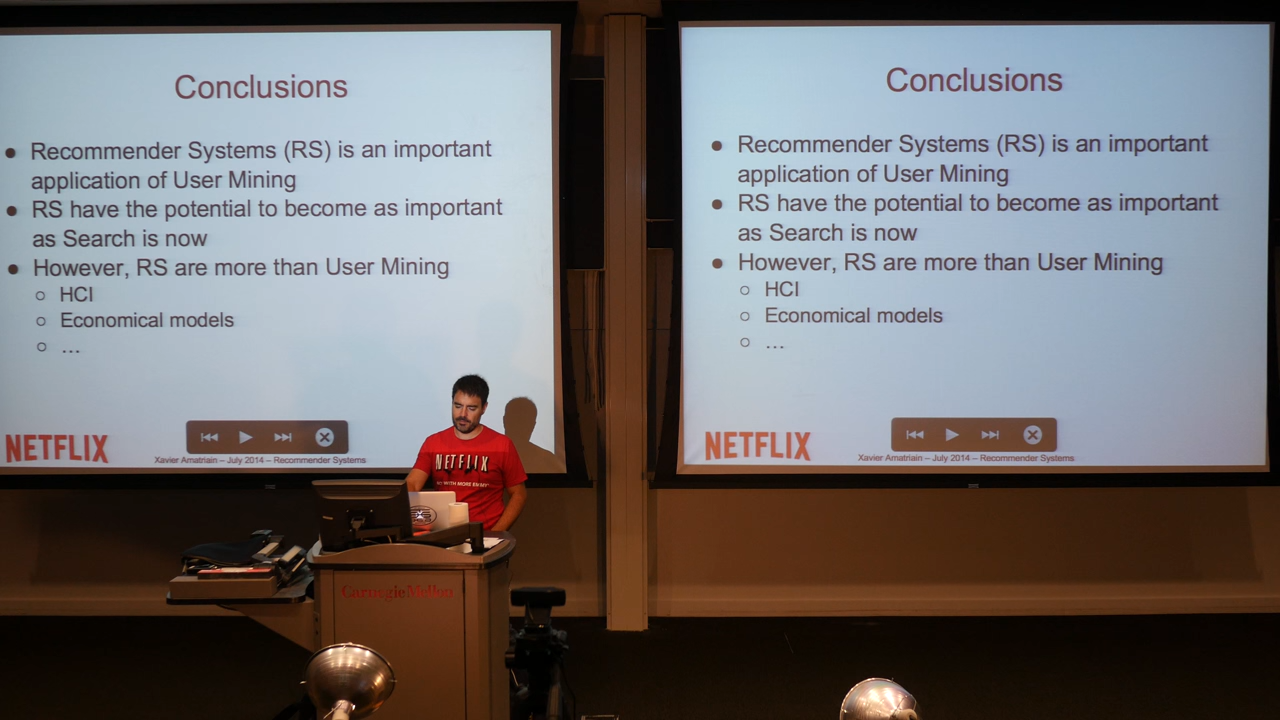 Conclusions
● Recommender Systems (RS) is an important
application of User Mining
● RS have the potential to become as important
as Search is now
● However, RS are more than User Mining
○ HCI
○ Economical models
○ ...
NETFLIX
Xavier Amatriain – July 2014 – Recommender Systems
Conclusions
● Recommender Systems (RS) is an important
application of User Mining
● RS have the potential to become as important
as Search is now
● However, RS are more than User Mining
○ HCI
○ Economical models
○ ...
NETFLIX
Xavier Amatriain – July 2014 – Recommender Systems
NETFLIX
WITH MORE
Carnegie Mellon